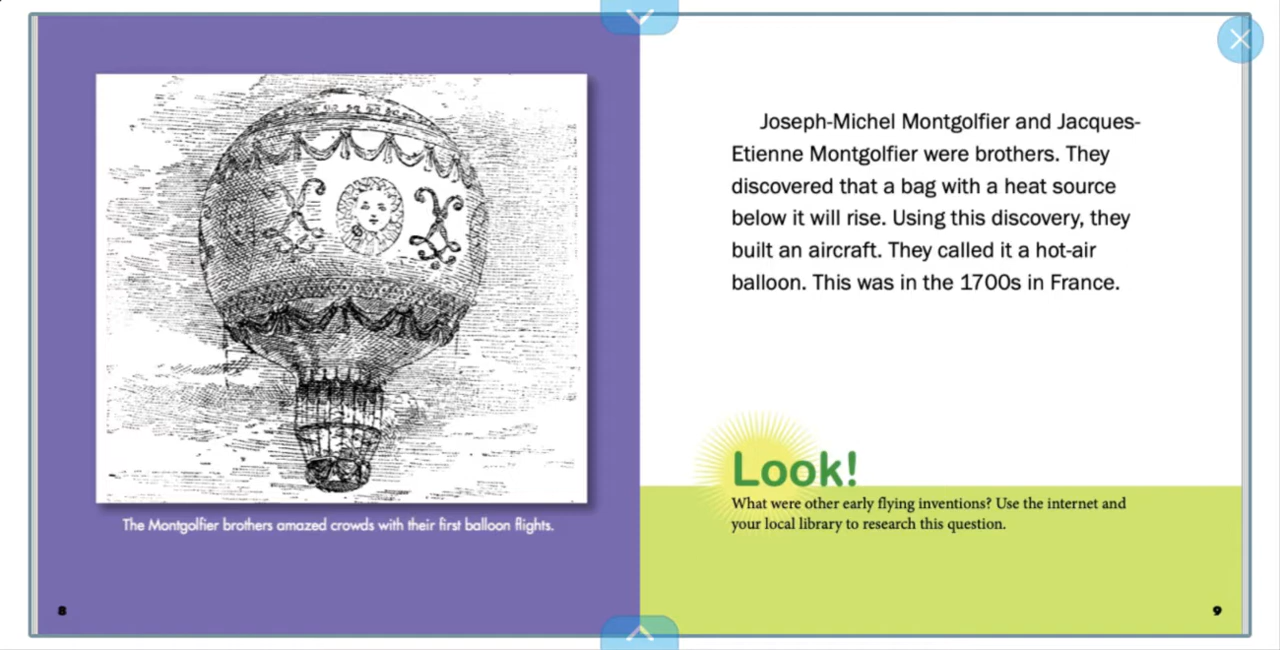 The Montgolfier brothers amazed crowds with their first balloon flights.
8
Joseph-Michel Montgolfier and Jacques-
Etienne Montgolfier were brothers. They
discovered that a bag with a heat source
below it will rise. Using this discovery, they
built an aircraft. They called it a hot-air
balloon. This was in the 1700s in France.
Look!
What were other early flying inventions? Use the internet and
your local library to research this question.
9